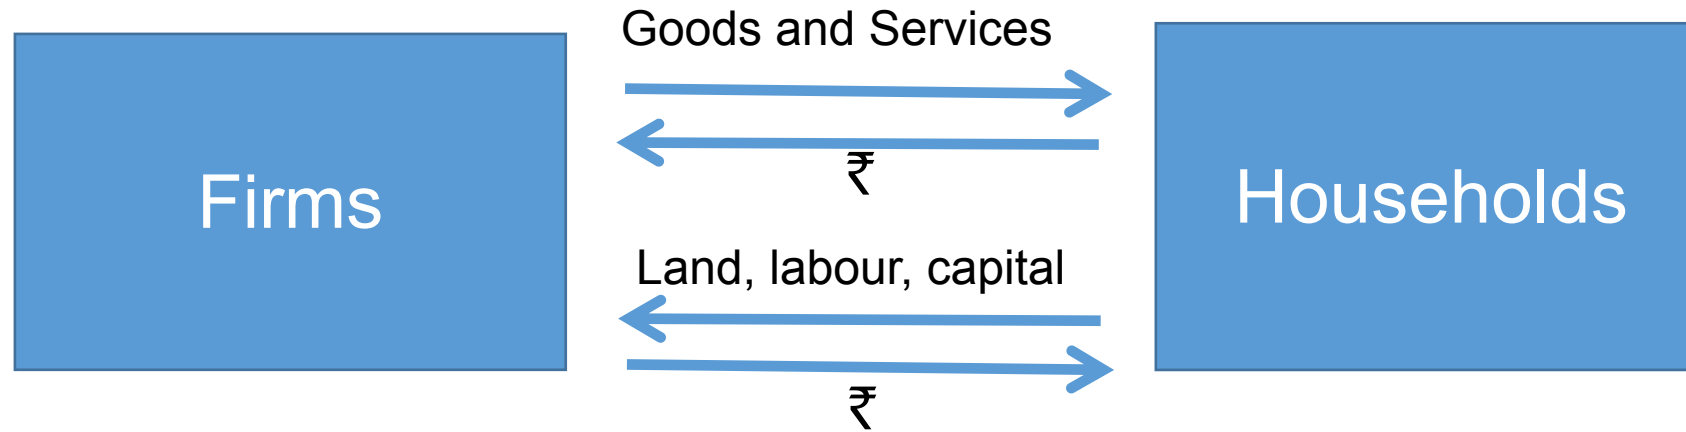 Goods and Services
₹
Firms
Households
Land, labour, capital
₹